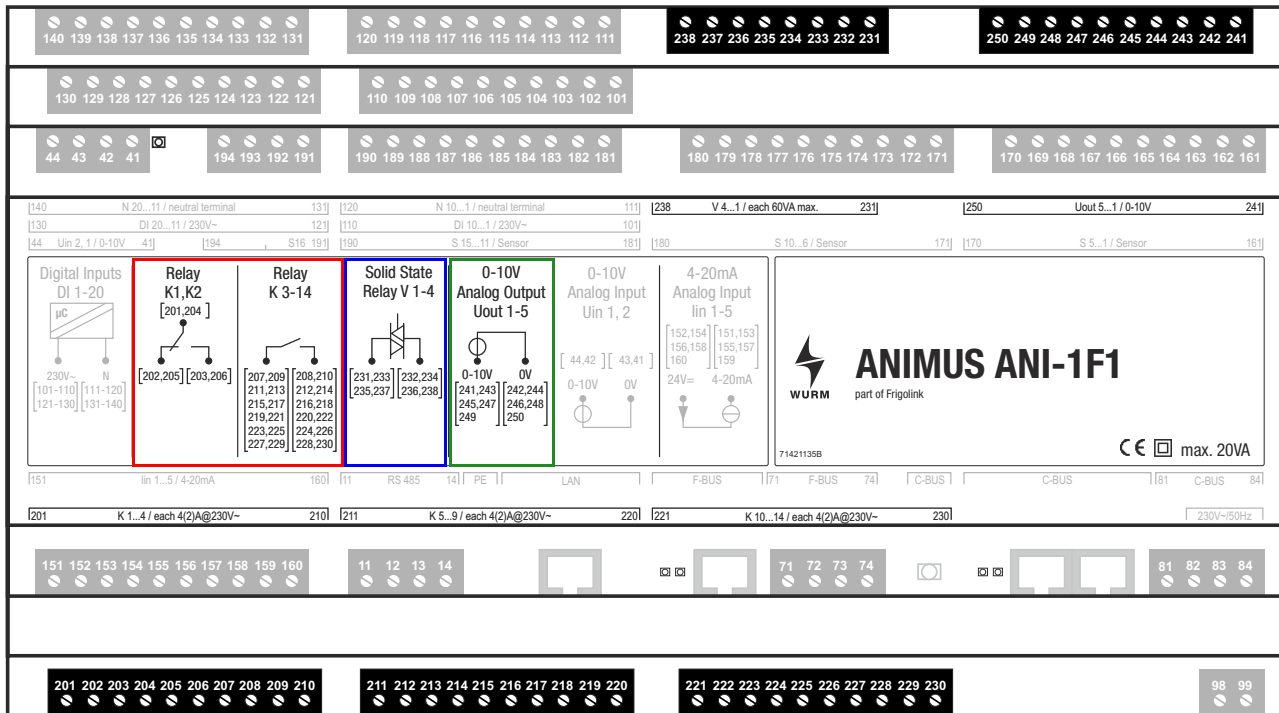 140 139 138 137 136 135 134 133 132 131
120 119 118 117 116 115 114 113 112 111
238 237 236 235 234 233 232 231
250 249 248 247 246 245 244 243 242 241
130 129 128 127 126 125 124 123 122 121
110 109 108 107 106 105 104 103 102 101
44 43 42 41
194 193 192 191
190 189 188 187 186 185 184 183 182 181
180 179 178 177 176 175 174 173 172 171
170 169 168 167 166 165 164 163 162 161
140 N 20...11 / neutral terminal 131
120 N 10...1 / neutral terminal 111
238 V 4...1 / each 60VA max. 231
250 Uout 5...1 / 0-10V 241
130 DI 20...11 / 230V~ 121
110 DI 10...1 / 230V~ 101
44 Uin 2, 1 / 0-10V 41
194 S16 191
190 S 15...11 / Sensor 181
180 S 10...6 / Sensor 171
170 S 5...1 / Sensor 161
Digital Inputs
DI 1-20
µC
230V~ N
[101-110] [111-120]
[121-130] [131-140]
Relay
K1,K2
[201,204]
[202,205] [203,206]
Relay
K 3-14
[207,209] [208,210]
211,213 212,214
215,217 216,218
219,221 220,222
223,225 224,226
227,229 228,230
Solid State
Relay V 1-4
[231,233] [232,234]
235,237 236,238
0-10V
Analog Output
Uout 1-5
0-10V 0V
[241,243] [242,244]
245,247 246,248
249 250
0-10V
Analog Input
Uin 1, 2
[44,42] [43,41]
0-10V 0V
4-20mA
Analog Input
Iin 1-5
[152,154] [151,153]
156,158 155,157
160 159
24V= 4-20mA
WURM
ANIMUS ANI-1F1
part of Frigolink
71421135B
CE max. 20VA
151 Iin 1...5 / 4-20mA 160
11 RS 485 14
PE
LAN
F-BUS
71 F-BUS 74
C-BUS
C-BUS
81 C-BUS 84
201 K 1...4 / each 4(2)A@230V~ 210
211 K 5...9 / each 4(2)A@230V~ 220
221 K 10...14 / each 4(2)A@230V~ 230
230V~/50Hz
151 152 153 154 155 156 157 158 159 160
11 12 13 14
71 72 73 74
81 82 83 84
201 202 203 204 205 206 207 208 209 210
211 212 213 214 215 216 217 218 219 220
221 222 223 224 225 226 227 228 229 230
98 99